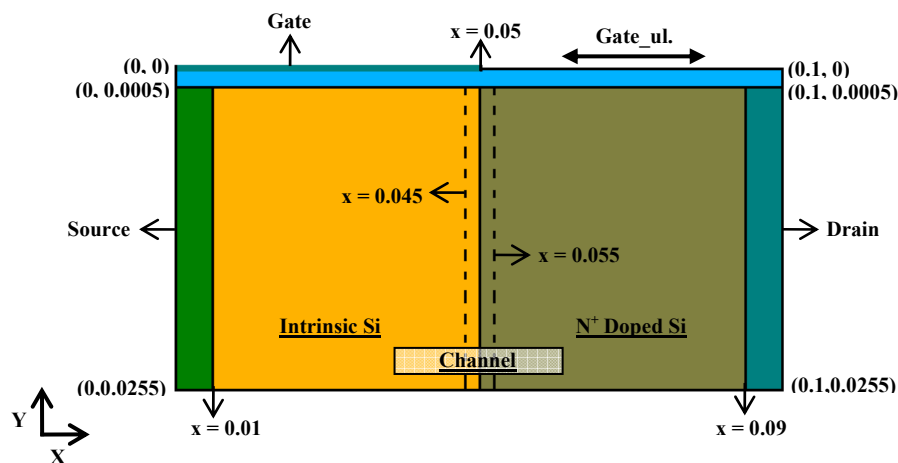 Gate
x = 0.05
Gate_ul.
(0, 0)
(0.1, 0)
(0, 0.0005)
(0.1, 0.0005)
x = 0.045
Source
Drain
x = 0.055
Intrinsic Si
N+ Doped Si
Channel
(0,0.0255)
(0.1,0.0255)
Y
X
x = 0.01
x = 0.09